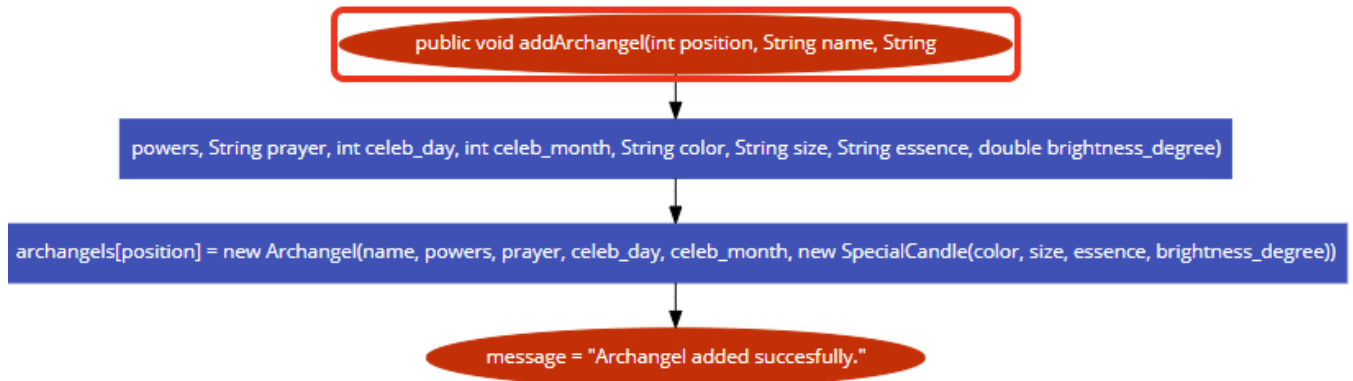 public void addArchangel(int position, String name, String
powers, String prayer, int celeb_day, int celeb_month, String color, String size, String essence, double brightness_degree)
archangels[position] = new Archangel(name, powers, prayer, celeb_day, celeb_month, new SpecialCandle(color, size, essence, brightness_degree))
message = "Archangel added succesfully."